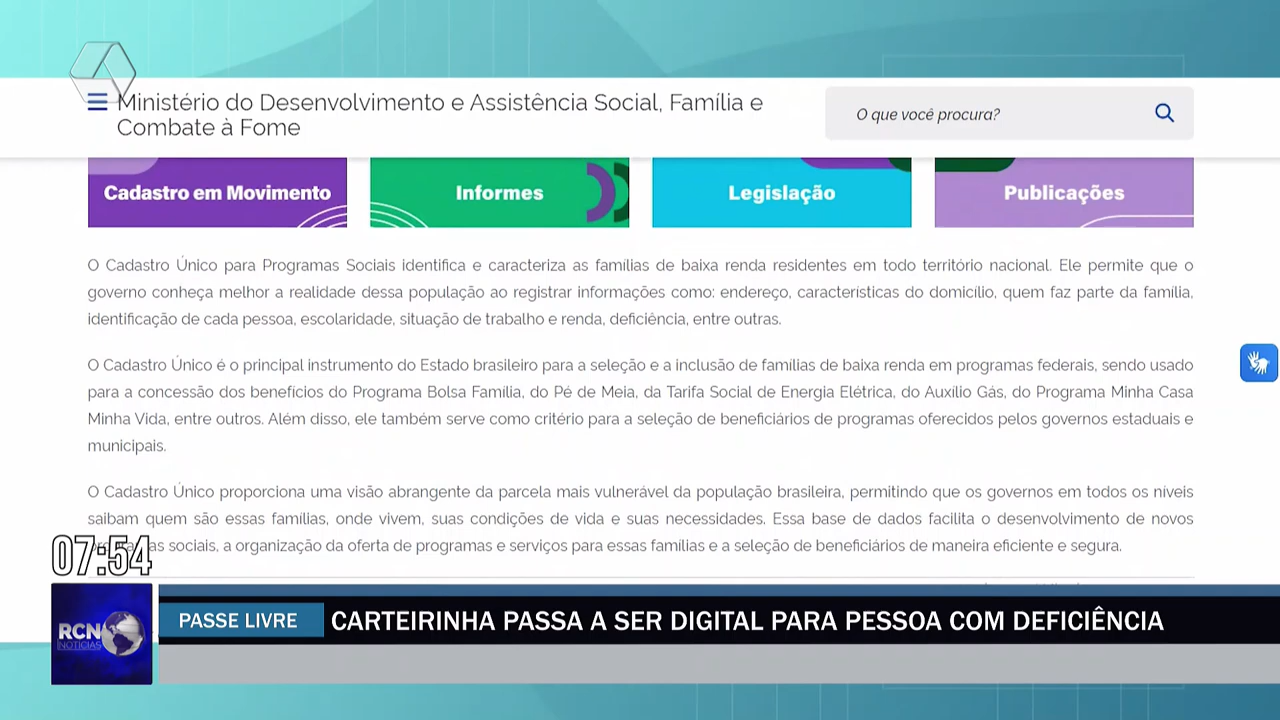 Ministério do Desenvolvimento e Assistência Social, Família e
Combate à Fome
O que você procura?
Cadastro em Movimento
Informes
Legislação
Publicações
O Cadastro Único para Programas Sociais identifica e caracteriza as famílias de baixa renda residentes em todo território nacional. Ele permite que o
governo conheça melhor a realidade dessa população ao registrar informações como: endereço, características do domicílio, quem faz parte da família,
identificação de cada pessoa, escolaridade, situação de trabalho e renda, deficiência, entre outras.
O Cadastro Único é o principal instrumento do Estado brasileiro para a seleção e a inclusão de famílias de baixa renda em programas federais, sendo usado
para a concessão dos benefícios do Programa Bolsa Família, do Pé de Meia, da Tarifa Social de Energia Elétrica, do Auxílio Gás, do Programa Minha Casa
Minha Vida, entre outros. Além disso, ele também serve como critério para a seleção de beneficiários de programas oferecidos pelos governos estaduais e
municipais.
O Cadastro Único proporciona uma visão abrangente da parcela mais vulnerável da população brasileira, permitindo que os governos em todos os níveis
saibam quem são essas famílias, onde vivem, suas condições de vida e suas necessidades. Essa base de dados facilita o desenvolvimento de novos
sociais, a organização da oferta de programas e serviços para essas famílias e a seleção de beneficiários de maneira eficiente e segura.
07:54
RCN
NOTÍCIAS
PASSE LIVRE
CARTEIRINHA PASSA A SER DIGITAL PARA PESSOA COM DEFICIÊNCIA